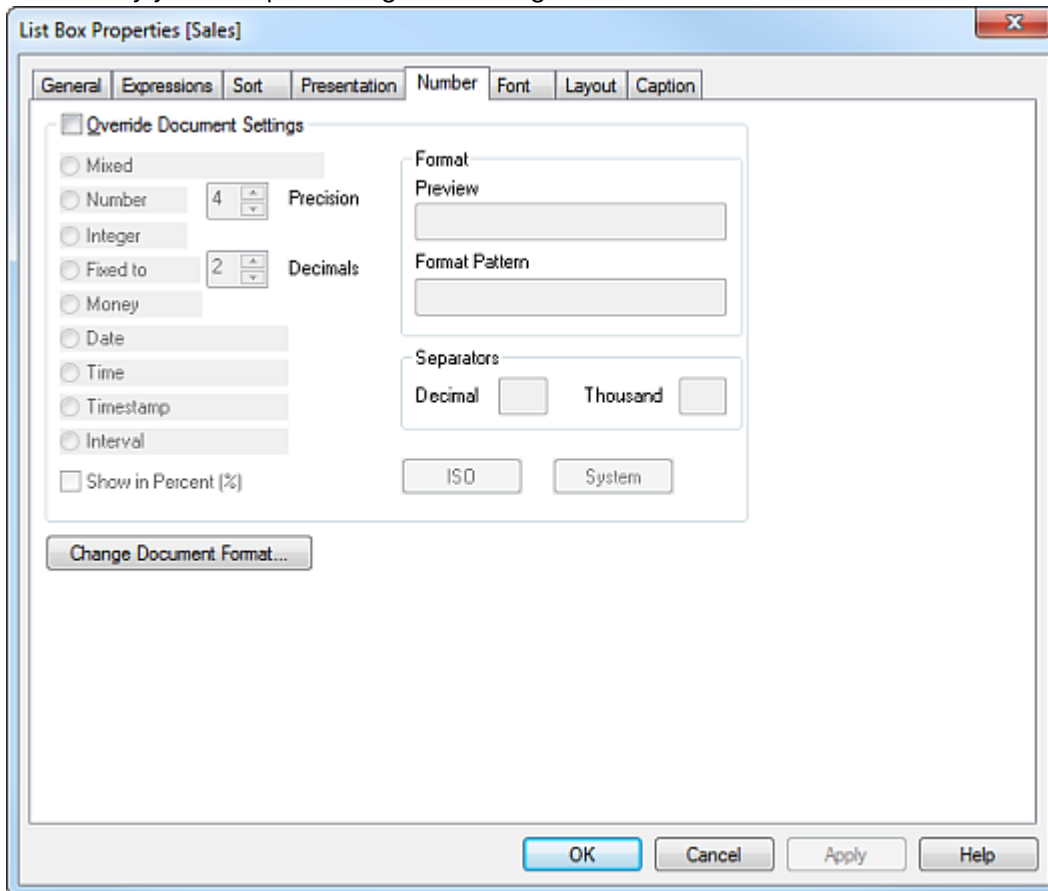 List Box Properties [Sales]
General Expressions Sort Presentation Number Font Layout Caption
Override Document Settings
Mixed
Number 4 Precision
Integer
Fixed to 2 Decimals
Money
Date
Time
Timestamp
Interval
Show in Percent (%)
Format
Preview
Format Pattern
Separators
Decimal Thousand
ISO System
Change Document Format...
OK Cancel Apply Help